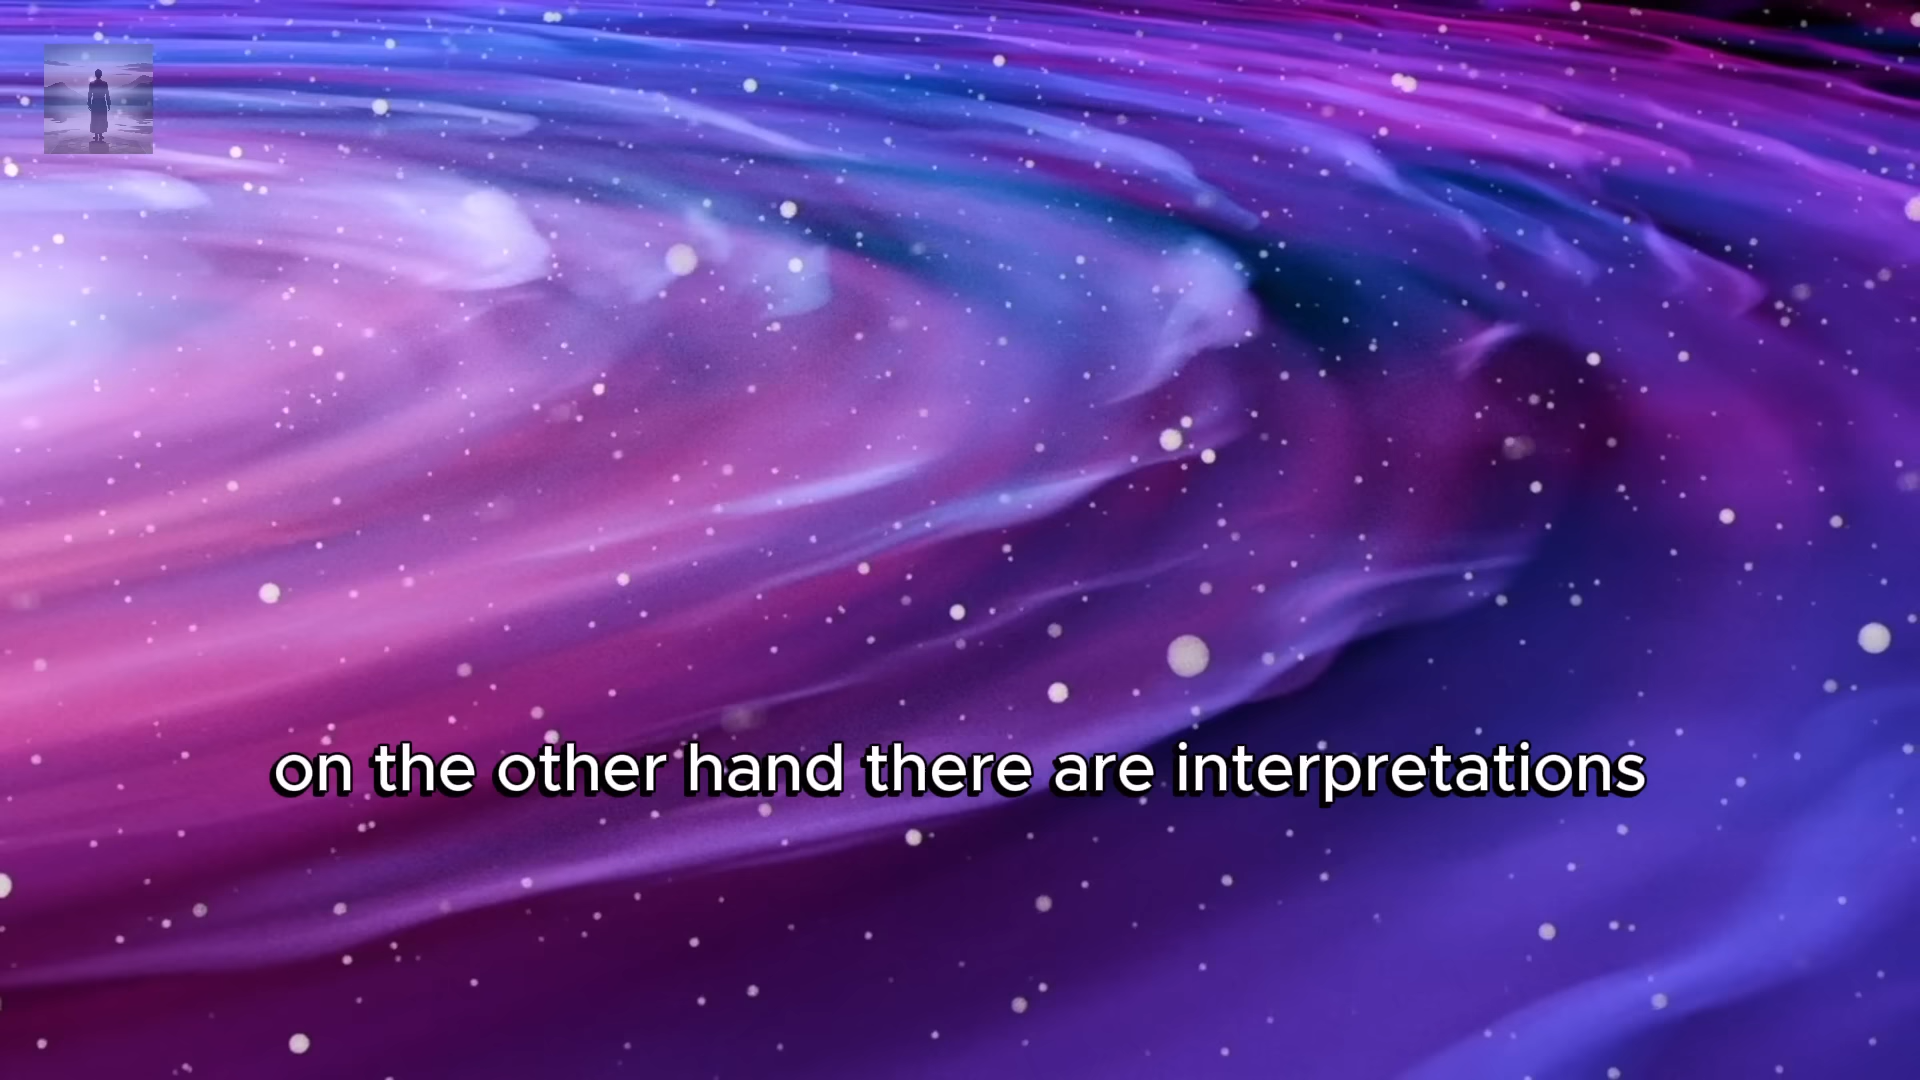 on the other hand there are interpretations